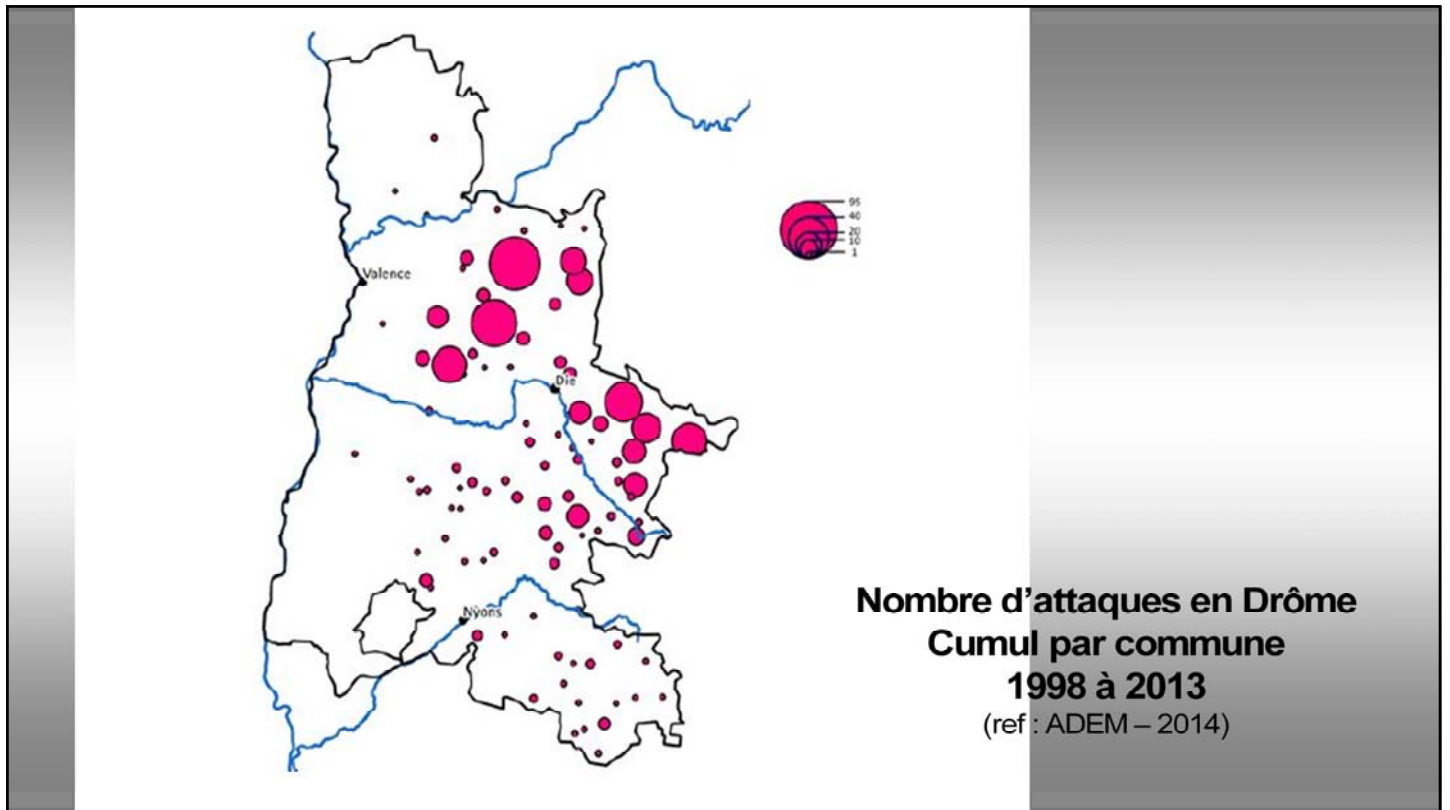 95
40
20
10
1
Valence
Die
Nyons
Nombre d’attaques en Drôme
Cumul par commune
1998 à 2013
(ref : ADEM – 2014)